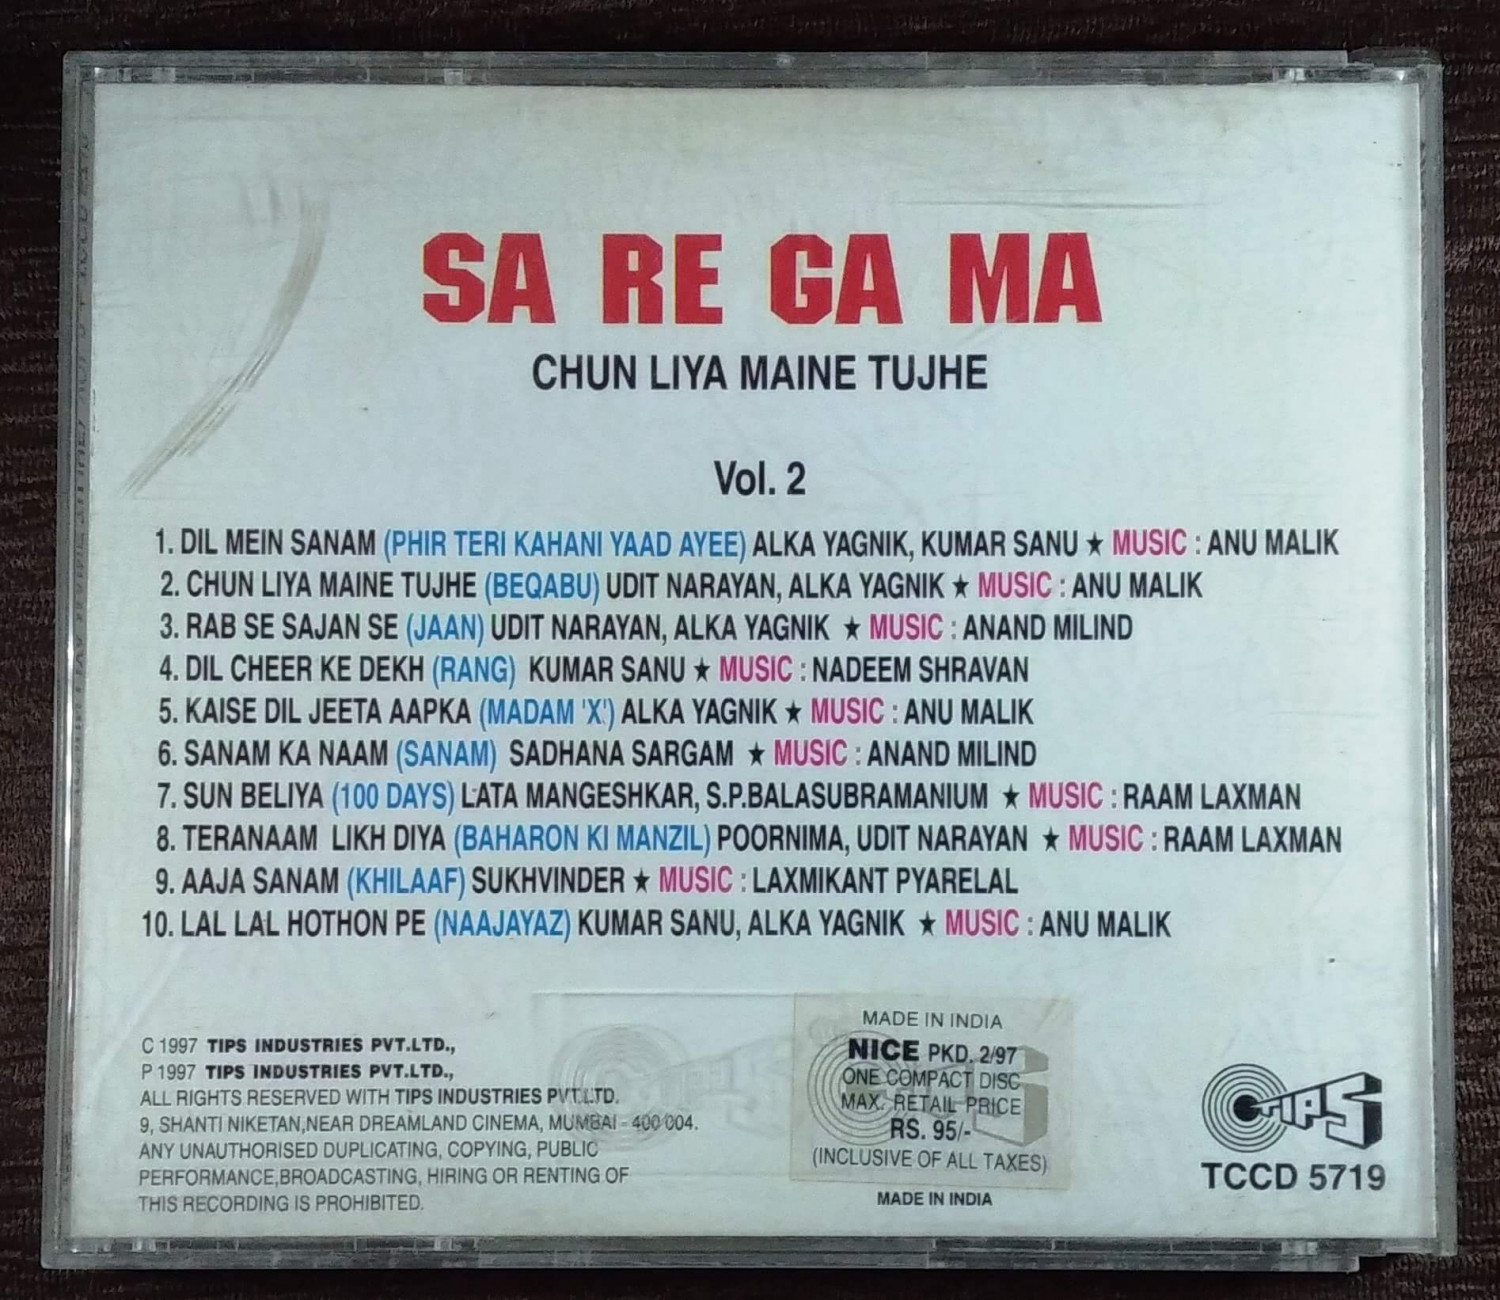 SA RE GA MA
CHUN LIYA MAINE TUJHE
Vol. 2
1. DIL MEIN SANAM (PHIR TERI KAHANI YAAD AYEE) ALKA YAGNIK, KUMAR SANU ★ MUSIC : ANU MALIK
2. CHUN LIYA MAINE TUJHE (BEQABU) UDIT NARAYAN, ALKA YAGNIK ★ MUSIC : ANU MALIK
3. RAB SE SAJAN SE (JAAN) UDIT NARAYAN, ALKA YAGNIK ★ MUSIC : ANAND MILIND
4. DIL CHEER KE DEKH (RANG) KUMAR SANU ★ MUSIC : NADEEM SHRAVAN
5. KAISE DIL JEETA AAPKA (MADAM 'X') ALKA YAGNIK ★ MUSIC : ANU MALIK
6. SANAM KA NAAM (SANAM) SADHANA SARGAM ★ MUSIC : ANAND MILIND
7. SUN BELIYA (100 DAYS) LATA MANGESHKAR, S.P.BALASUBRAMANIUM ★ MUSIC : RAAM LAXMAN
8. TERANAAM LIKH DIYA (BAHARON KI MANZIL) POORNIMA, UDIT NARAYAN ★ MUSIC : RAAM LAXMAN
9. AAJA SANAM (KHILAAF) SUKHVINDER ★ MUSIC : LAXMIKANT PYARELAL
10. LAL LAL HOTHON PE (NAAJAYAZ) KUMAR SANU, ALKA YAGNIK ★ MUSIC : ANU MALIK
C 1997 TIPS INDUSTRIES PVT.LTD.,
P 1997 TIPS INDUSTRIES PVT.LTD.,
ALL RIGHTS RESERVED WITH TIPS INDUSTRIES PVT.LTD.
9, SHANTI NIKETAN,NEAR DREAMLAND CINEMA, MUMBAI - 400 004.
ANY UNAUTHORISED DUPLICATING, COPYING, PUBLIC
PERFORMANCE,BROADCASTING, HIRING OR RENTING OF
THIS RECORDING IS PROHIBITED.
MADE IN INDIA
NICE PKD. 2/97
ONE COMPACT DISC
MAX. RETAIL PRICE
RS. 95/-
(INCLUSIVE OF ALL TAXES)
MADE IN INDIA
TIPS
TCCD 5719